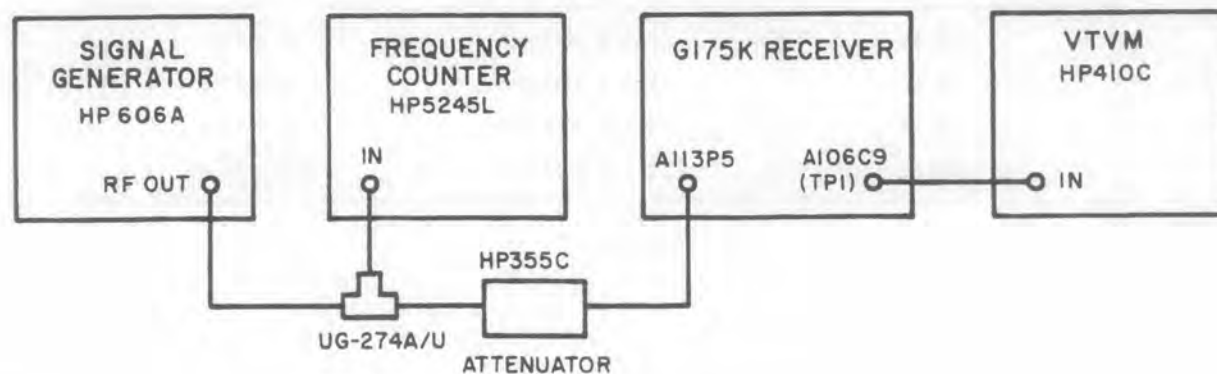 SIGNAL
GENERATOR
HP 606A
RF OUT
FREQUENCY
COUNTER
HP5245L
IN
G175K RECEIVER
A113P5
A106C9
(TP1)
VTVM
HP410C
IN
UG-274A/U
HP355C
ATTENUATOR